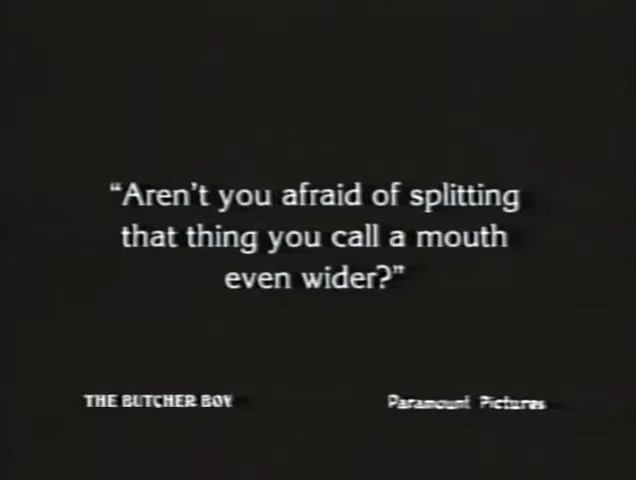 “Aren't you afraid of splitting
that thing you call a mouth
even wider?”
THE BUTCHER BOY Paramount Pictures